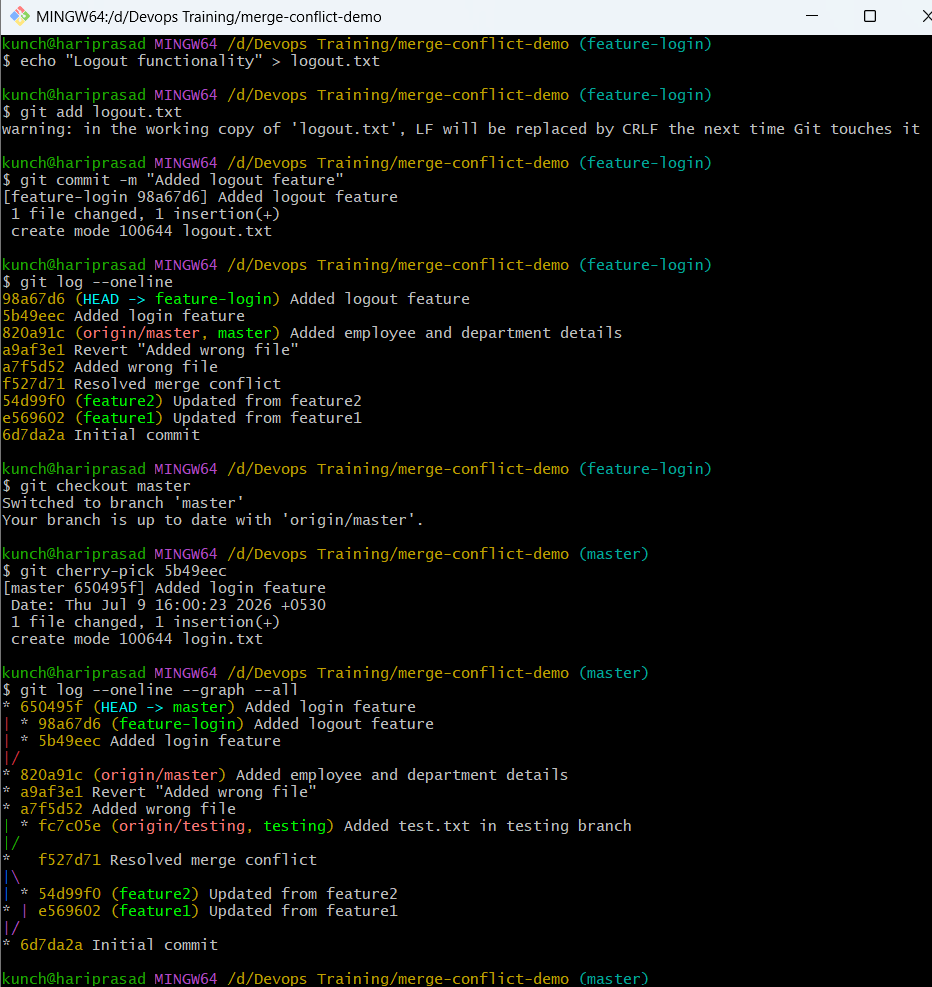 MINGW64:/d/Devops Training/merge-conflict-demo
kunch@hariprasad MINGW64 /d/Devops Training/merge-conflict-demo (feature-login)
$ echo "Logout functionality" > logout.txt
kunch@hariprasad MINGW64 /d/Devops Training/merge-conflict-demo (feature-login)
$ git add logout.txt
warning: in the working copy of 'logout.txt', LF will be replaced by CRLF the next time Git touches it
kunch@hariprasad MINGW64 /d/Devops Training/merge-conflict-demo (feature-login)
$ git commit -m "Added logout feature"
[feature-login 98a67d6] Added logout feature
 1 file changed, 1 insertion(+)
 create mode 100644 logout.txt
kunch@hariprasad MINGW64 /d/Devops Training/merge-conflict-demo (feature-login)
$ git log --oneline
98a67d6 (HEAD -> feature-login) Added logout feature
5b49eec Added login feature
820a91c (origin/master, master) Added employee and department details
a9af3e1 Revert "Added wrong file"
a7f5d52 Added wrong file
f527d71 Resolved merge conflict
54d99f0 (feature2) Updated from feature2
e569602 (feature1) Updated from feature1
6d7da2a Initial commit
kunch@hariprasad MINGW64 /d/Devops Training/merge-conflict-demo (feature-login)
$ git checkout master
Switched to branch 'master'
Your branch is up to date with 'origin/master'.
kunch@hariprasad MINGW64 /d/Devops Training/merge-conflict-demo (master)
$ git cherry-pick 5b49eec
[master 650495f] Added login feature
 Date: Thu Jul 9 16:00:23 2026 +0530
 1 file changed, 1 insertion(+)
 create mode 100644 login.txt
kunch@hariprasad MINGW64 /d/Devops Training/merge-conflict-demo (master)
$ git log --oneline --graph --all
* 650495f (HEAD -> master) Added login feature
| * 98a67d6 (feature-login) Added logout feature
| * 5b49eec Added login feature
|/
* 820a91c (origin/master) Added employee and department details
* a9af3e1 Revert "Added wrong file"
* a7f5d52 Added wrong file
| * fc7c05e (origin/testing, testing) Added test.txt in testing branch
|/
*   f527d71 Resolved merge conflict
|\
| * 54d99f0 (feature2) Updated from feature2
* | e569602 (feature1) Updated from feature1
|/
* 6d7da2a Initial commit
kunch@hariprasad MINGW64 /d/Devops Training/merge-conflict-demo (master)